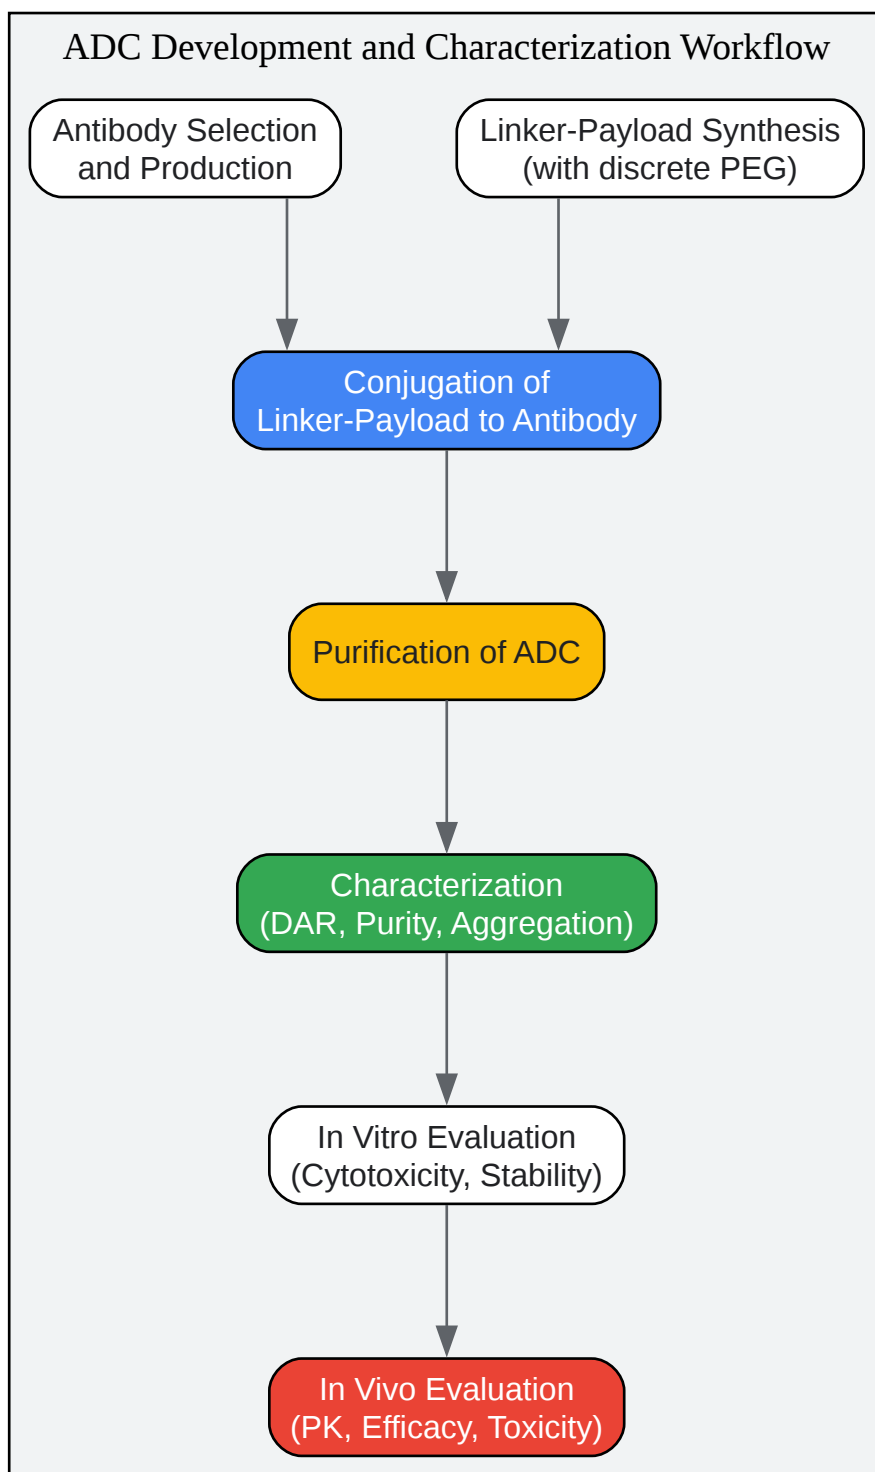 ADC Development and Characterization Workflow
Antibody Selection
and Production
Linker-Payload Synthesis
(with discrete PEG)
Conjugation of
Linker-Payload to Antibody
Purification of ADC
Characterization
(DAR, Purity, Aggregation)
In Vitro Evaluation
(Cytotoxicity, Stability)
In Vivo Evaluation
(PK, Efficacy, Toxicity)